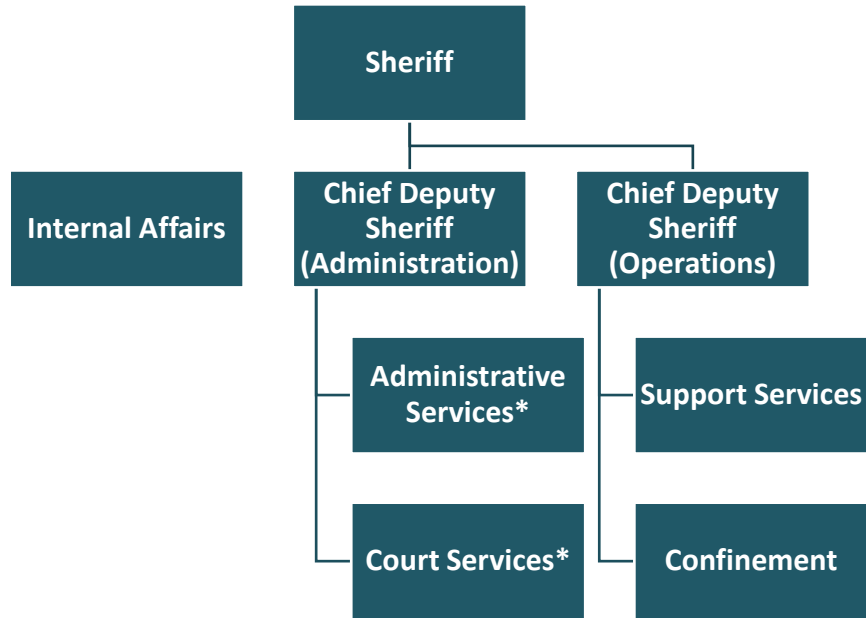 Sheriff
Internal Affairs
Chief Deputy
Sheriff
(Administration)
Chief Deputy
Sheriff
(Operations)
Administrative
Services*
Support Services
Court Services*
Confinement